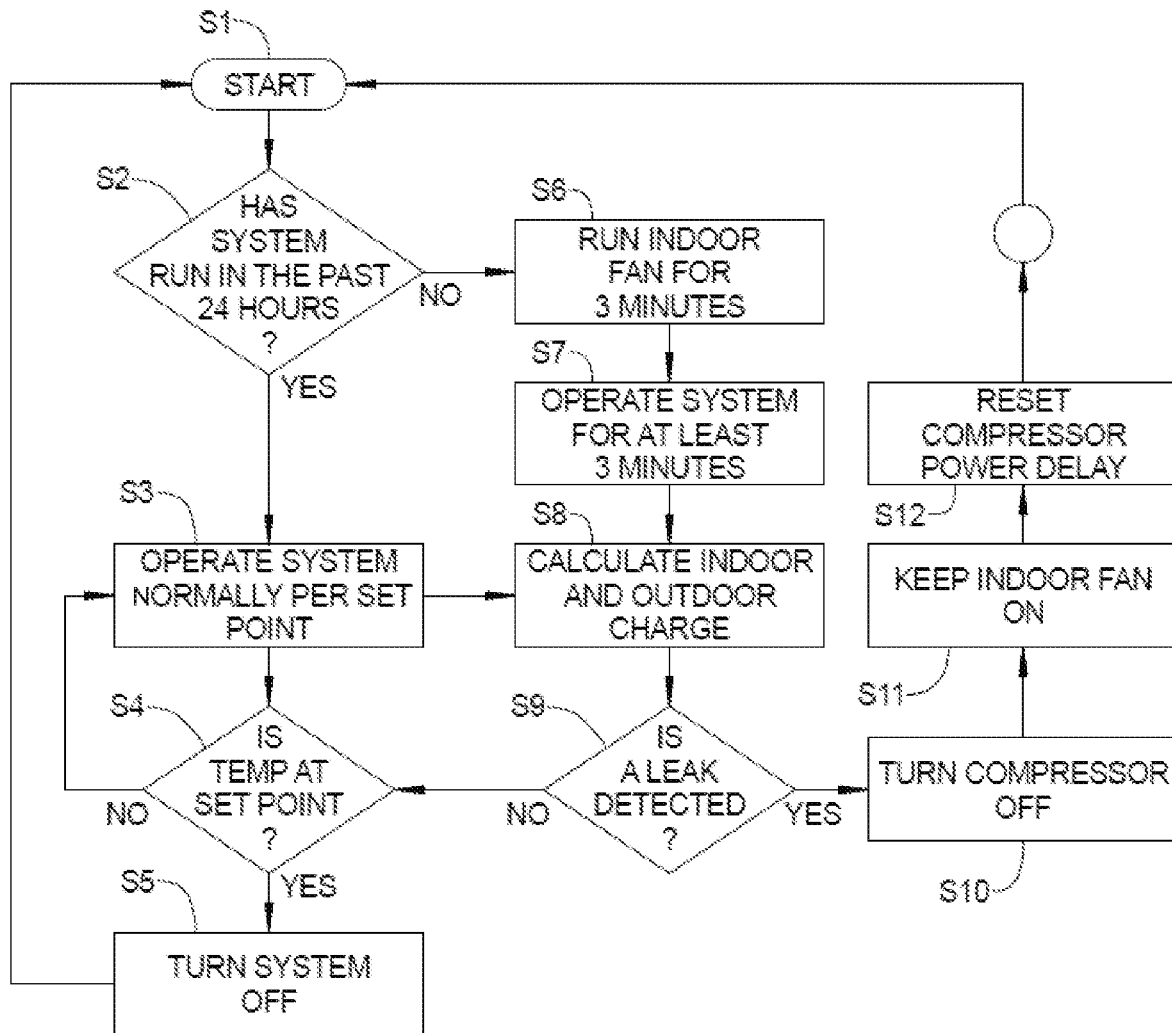 S1
START
S2
HAS
SYSTEM
RUN IN THE PAST
24 HOURS
?
NO
YES
S6
RUN INDOOR
FAN FOR
3 MINUTES
S7
OPERATE SYSTEM
FOR AT LEAST
3 MINUTES
RESET
COMPRESSOR
POWER DELAY
S12
S3
OPERATE SYSTEM
NORMALLY PER SET
POINT
S8
CALCULATE INDOOR
AND OUTDOOR
CHARGE
KEEP INDOOR FAN
ON
S11
S4
IS
TEMP AT
SET POINT
?
NO
YES
S9
IS
A LEAK
DETECTED
?
NO
YES
TURN COMPRESSOR
OFF
S10
S5
TURN SYSTEM
OFF